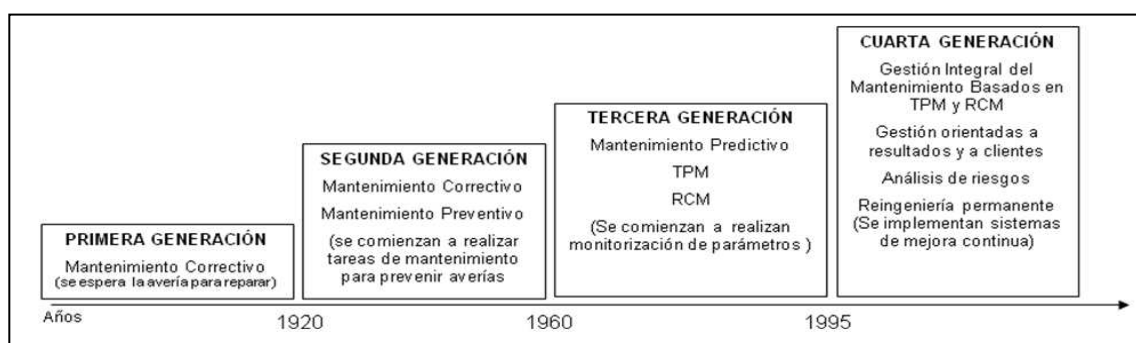 PRIMERA GENERACIÓN
Mantenimiento Correctivo
(se espera la avería para reparar)
SEGUNDA GENERACIÓN
Mantenimiento Correctivo
Mantenimiento Preventivo
(se comienzan a realizar
tareas de mantenimiento
para prevenir averías
TERCERA GENERACIÓN
Mantenimiento Predictivo
TPM
RCM
(Se comienzan a realizan
monitorización de parámetros )
CUARTA GENERACIÓN
Gestión Integral del
Mantenimiento Basados en
TPM y RCM
Gestión orientadas a
resultados y a clientes
Análisis de riesgos
Reingeniería permanente
(Se implementan sistemas
de mejora continua)
Años
1920
1960
1995